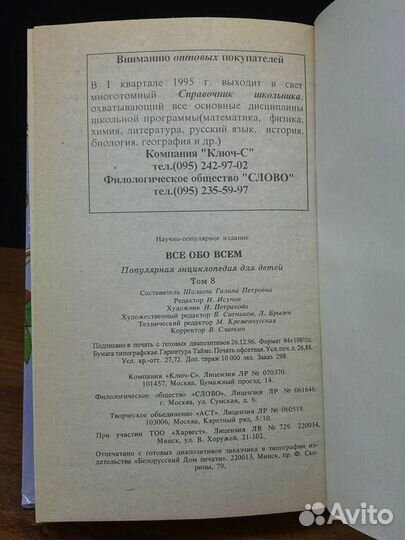 Вниманию оптовых покупателей
В I квартале 1995 г. выходит в свет
многотомный Справочник школьника,
охватывающий все основные дисциплины
школьной программы(математика, физика,
химия, литература, русский язык, история,
биология, география и др.)
Компания "Ключ-С"
тел.(095) 242-97-02
Филологическое общество "СЛОВО"
тел.(095) 235-59-97
Научно-популярное издание
ВСЕ ОБО ВСЕМ
Популярная энциклопедия для детей
Том 8
Составитель Шалаева Галина Петровна
Редактор И. Исупов
Художник Н. Петракова
Художественный редактор В. Ситников, Л. Брылев
Технический редактор М. Кременчугская
Корректор В. Славкин
Подписано в печать с готовых диапозитивов 26.12.96. Формат 84×108¹/32.
Бумага типографская. Гарнитура Таймс. Печать офсетная. Усл. печ. л. 26,88.
Усл. кр.-отт. 27,72. Доп. тираж 10 000 экз. Заказ 298.
Компания «Ключ-С». Лицензия ЛР № 070370.
101457, Москва, Бумажный проезд, 14.
Филологическое общество «СЛОВО». Лицензия ЛР № 061646.
г. Москва, ул. Сумская, д. 6.
Творческое объединение «АСТ». Лицензия ЛР № 060519.
103006, Москва, Каретный ряд, 5/10.
При участии ТОО «Харвест». Лицензия ЛВ № 729. 220034,
Минск, ул. В. Хоружей, 21-102.
Отпечатано с готовых диапозитивов заказчика в типографии из-
дательства «Белорусский Дом печати». 220013, Минск, пр. Ф. Ско-
рины, 79.
Avito